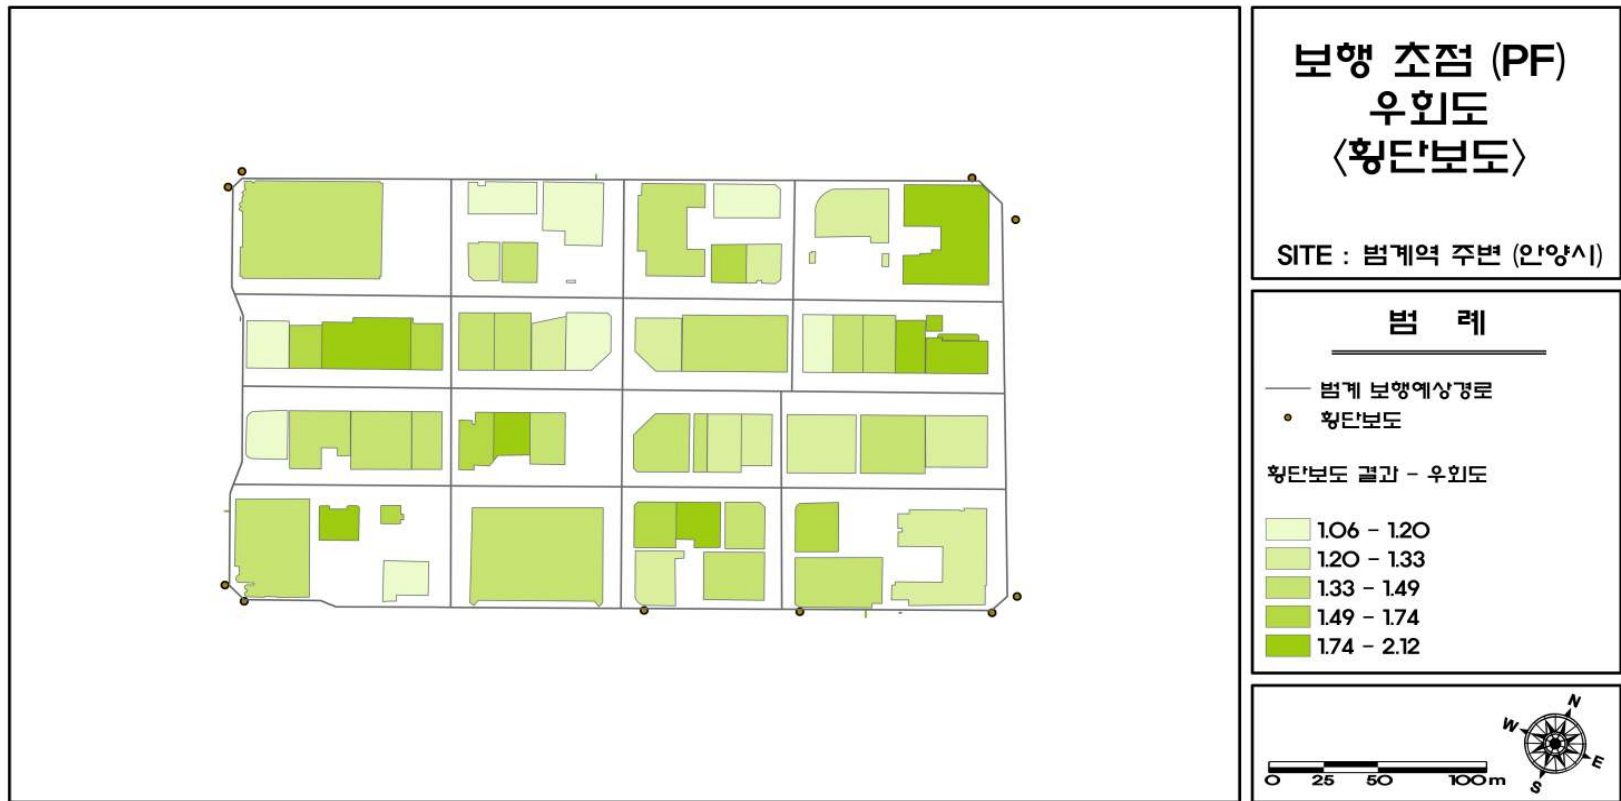 보행 초점 (PF)
우회도
〈횡단보도〉
SITE : 범계역 주변 (안양시)
범 례
범계 보행예상경로
횡단보도
횡단보도 결과 - 우회도
1.06 - 1.20
1.20 - 1.33
1.33 - 1.49
1.49 - 1.74
1.74 - 2.12
0 25 50 100m
N
W
E
S